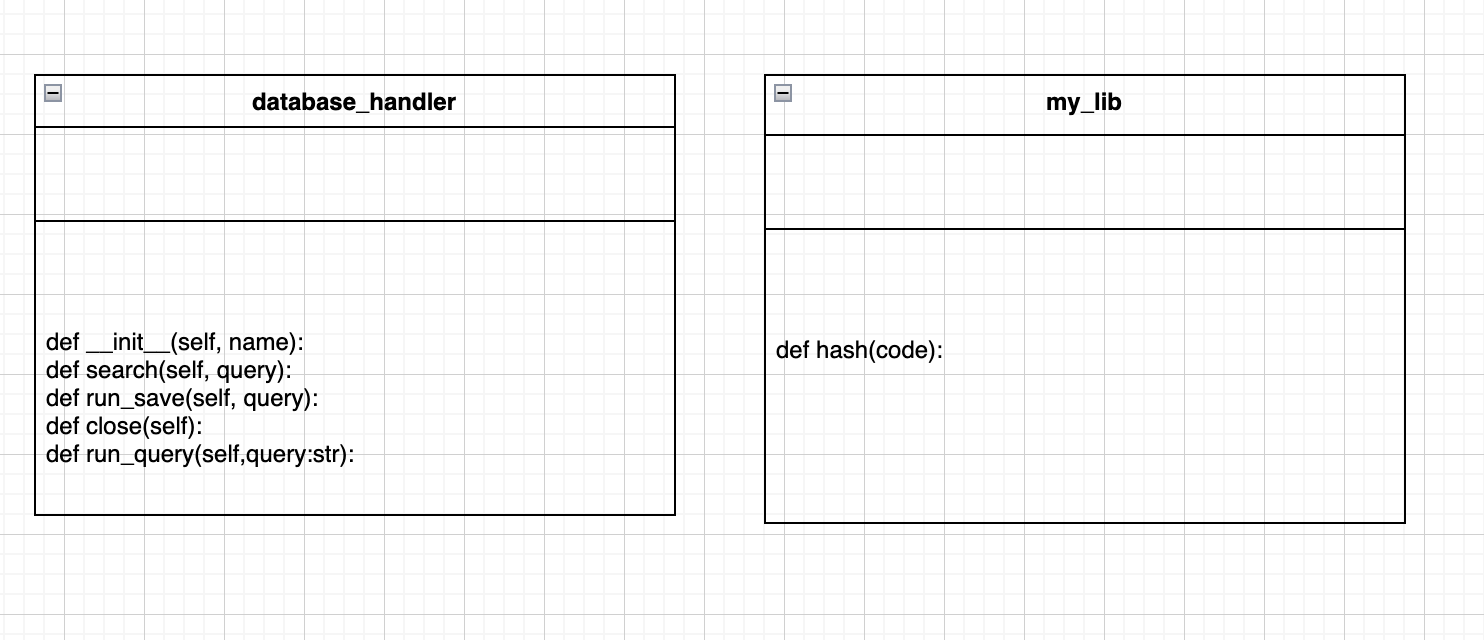 database_handler
def __init__(self, name):
def search(self, query):
def run_save(self, query):
def close(self):
def run_query(self,query:str):
my_lib
def hash(code):